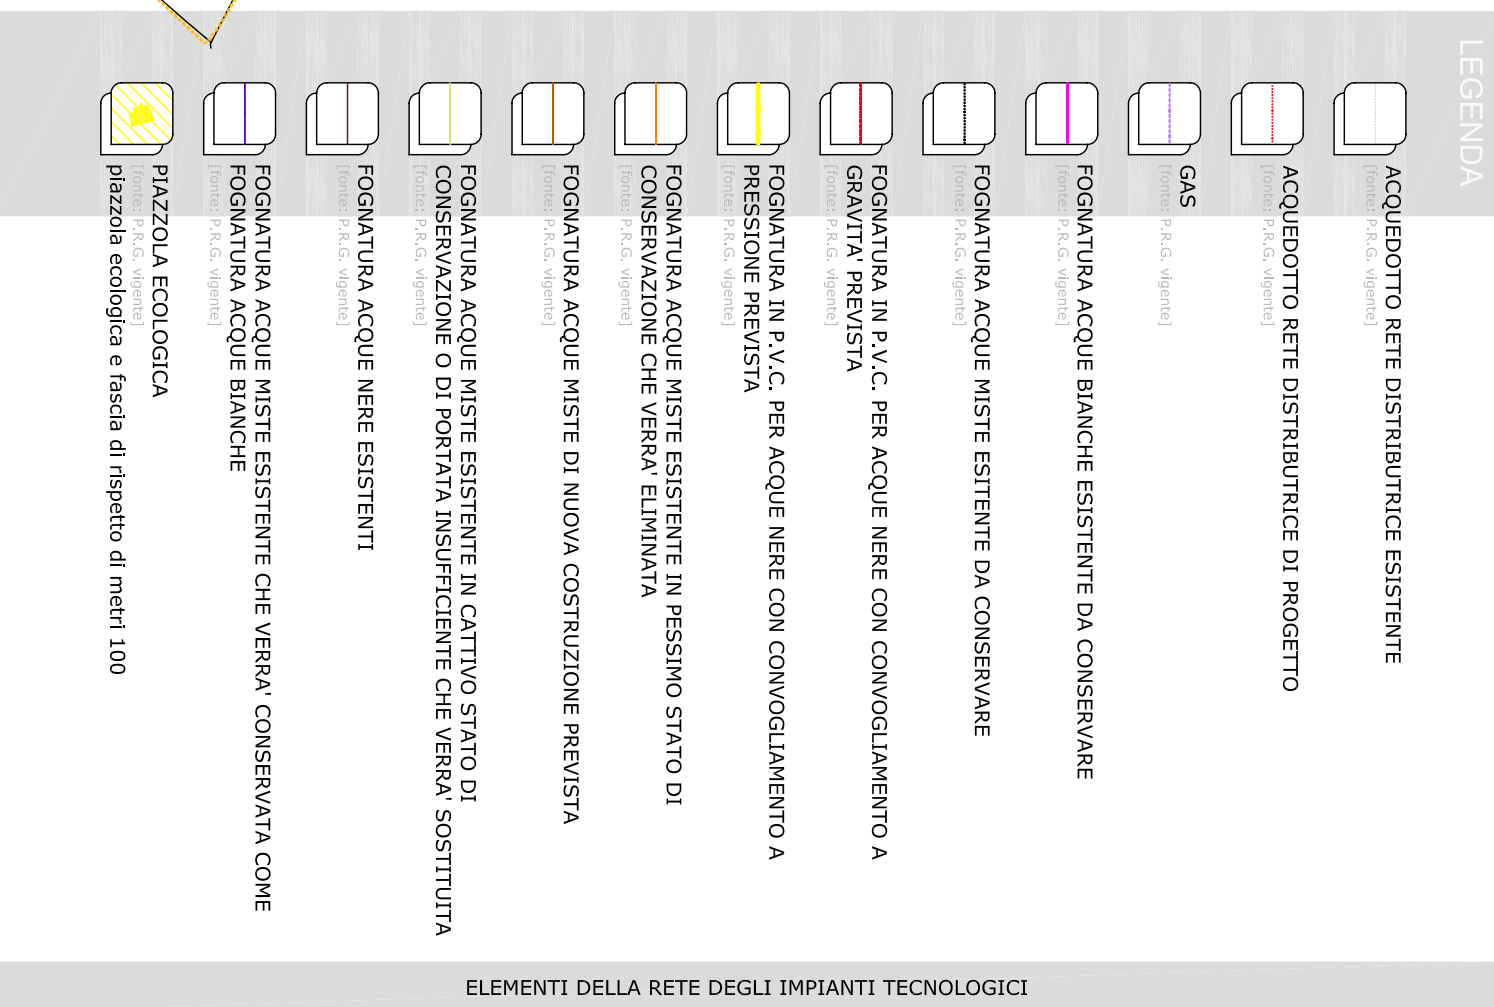 LEGENDA
ACQUEDOTTO RETE DISTRIBUTRICE ESISTENTE
[fonte: P.R.G. vigente]
ACQUEDOTTO RETE DISTRIBUTRICE DI PROGETTO
[fonte: P.R.G. vigente]
GAS
[fonte: P.R.G. vigente]
FOGNATURA ACQUE BIANCHE ESISTENTE DA CONSERVARE
[fonte: P.R.G. vigente]
FOGNATURA ACQUE MISTE ESITENTE DA CONSERVARE
[fonte: P.R.G. vigente]
FOGNATURA IN P.V.C. PER ACQUE NERE CON CONVOGLIAMENTO A
GRAVITA' PREVISTA
[fonte: P.R.G. vigente]
FOGNATURA IN P.V.C. PER ACQUE NERE CON CONVOGLIAMENTO A
PRESSIONE PREVISTA
[fonte: P.R.G. vigente]
FOGNATURA ACQUE MISTE ESISTENTE IN PESSIMO STATO DI
CONSERVAZIONE CHE VERRA' ELIMINATA
[fonte: P.R.G. vigente]
FOGNATURA ACQUE MISTE DI NUOVA COSTRUZIONE PREVISTA
[fonte: P.R.G. vigente]
FOGNATURA ACQUE MISTE ESISTENTE IN CATTIVO STATO DI
CONSERVAZIONE O DI PORTATA INSUFFICIENTE CHE VERRA' SOSTITUITA
[fonte: P.R.G. vigente]
FOGNATURA ACQUE NERE ESISTENTI
[fonte: P.R.G. vigente]
FOGNATURA ACQUE MISTE ESISTENTE CHE VERRA' CONSERVATA COME
FOGNATURA ACQUE BIANCHE
[fonte: P.R.G. vigente]
PIAZZOLA ECOLOGICA
[fonte: P.R.G. vigente]
piazzola ecologica e fascia di rispetto di metri 100
ELEMENTI DELLA RETE DEGLI IMPIANTI TECNOLOGICI